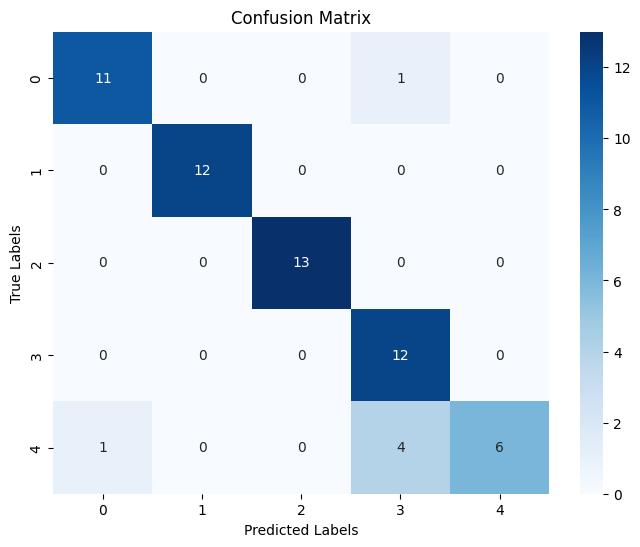 Confusion Matrix
True Labels
0 11 0 0 1 0
1 0 12 0 0 0
2 0 0 13 0 0
3 0 0 0 12 0
4 1 0 0 4 6
0 1 2 3 4
Predicted Labels
12
10
8
6
4
2
0